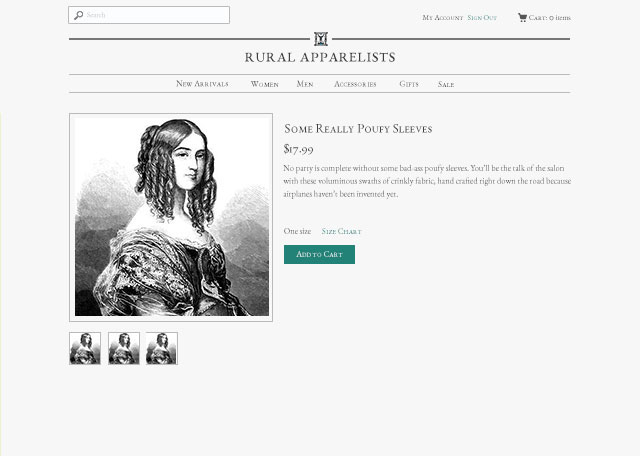 Search
My Account Sign Out Cart: 0 items
RURAL APPARELISTS
New Arrivals Women Men Accessories Gifts Sale
Some Really Poufy Sleeves
$17.99
No party is complete without some bad-ass poufy sleeves. You'll be the talk of the salon
with these voluminous swaths of crinkly fabric, hand crafted right down the road because
airplanes haven't been invented yet.
One size Size Chart
Add to Cart